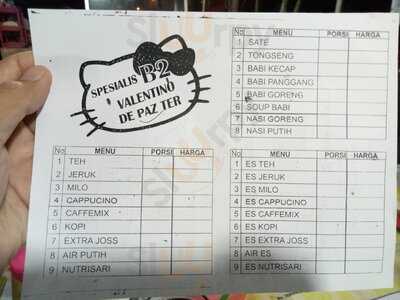 SPESIALIS B2
VALENTINO
DE PAZ TER
No MENU PORSI HARGA
1 SATE
2 TONGSENG
3 BABI KECAP
4 BABI PANGGANG
5 BABI GORENG
6 SOUP BABI
7 NASI GORENG
8 NASI PUTIH
No MENU PORSI HARGA
1 TEH
2 JERUK
3 MILO
4 CAPPUCINO
5 CAFFEMIX
6 KOPI
7 EXTRA JOSS
8 AIR PUTIH
9 NUTRISARI
No MENU PORSI HARGA
1 ES TEH
2 ES JERUK
3 ES MILO
4 ES CAPPUCINO
5 ES CAFFEMIX
6 ES KOPI
7 ES EXTRA JOSS
8 AIR ES
9 ES NUTRISARI